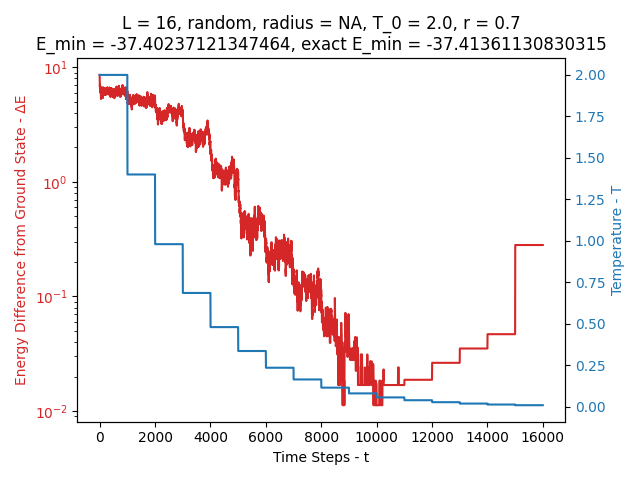 L = 16, random, radius = NA, T_0 = 2.0, r = 0.7
E_min = -37.40237121347464, exact E_min = -37.41361130830315
Energy Difference from Ground State - ΔE
10^1
10^0
10^-1
10^-2
2.00
1.75
1.50
1.25
1.00
0.75
0.50
0.25
0.00
Temperature - T
0 2000 4000 6000 8000 10000 12000 14000 16000
Time Steps - t